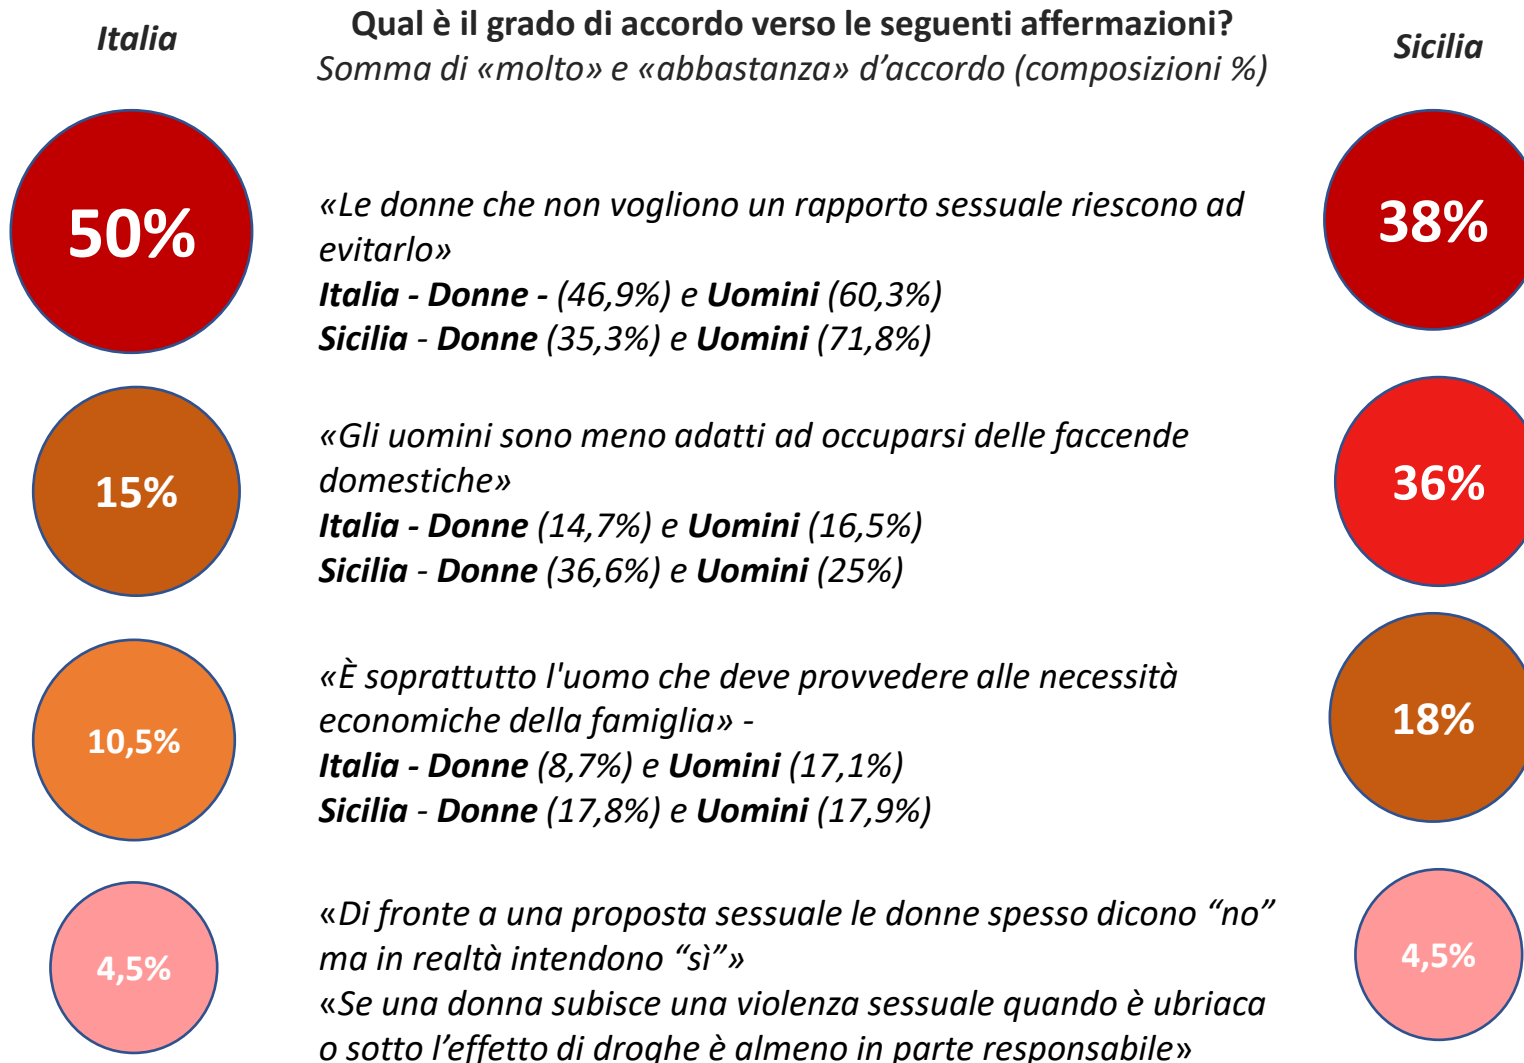 Italia
Qual è il grado di accordo verso le seguenti affermazioni?
Somma di «molto» e «abbastanza» d’accordo (composizioni %)
Sicilia
50%
«Le donne che non vogliono un rapporto sessuale riescono ad
evitarlo»
Italia - Donne - (46,9%) e Uomini (60,3%)
Sicilia - Donne (35,3%) e Uomini (71,8%)
38%
15%
«Gli uomini sono meno adatti ad occuparsi delle faccende
domestiche»
Italia - Donne (14,7%) e Uomini (16,5%)
Sicilia - Donne (36,6%) e Uomini (25%)
36%
10,5%
«È soprattutto l'uomo che deve provvedere alle necessità
economiche della famiglia» -
Italia - Donne (8,7%) e Uomini (17,1%)
Sicilia - Donne (17,8%) e Uomini (17,9%)
18%
4,5%
«Di fronte a una proposta sessuale le donne spesso dicono “no”
ma in realtà intendono “sì”»
«Se una donna subisce una violenza sessuale quando è ubriaca
o sotto l’effetto di droghe è almeno in parte responsabile»
4,5%